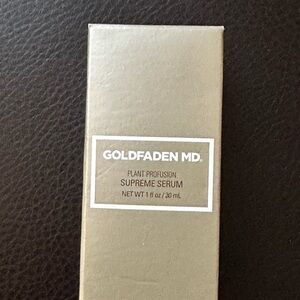 GOLDFADEN MD.
PLANT PROFUSION
SUPREME SERUM
NET WT 1 fl oz / 30 mL